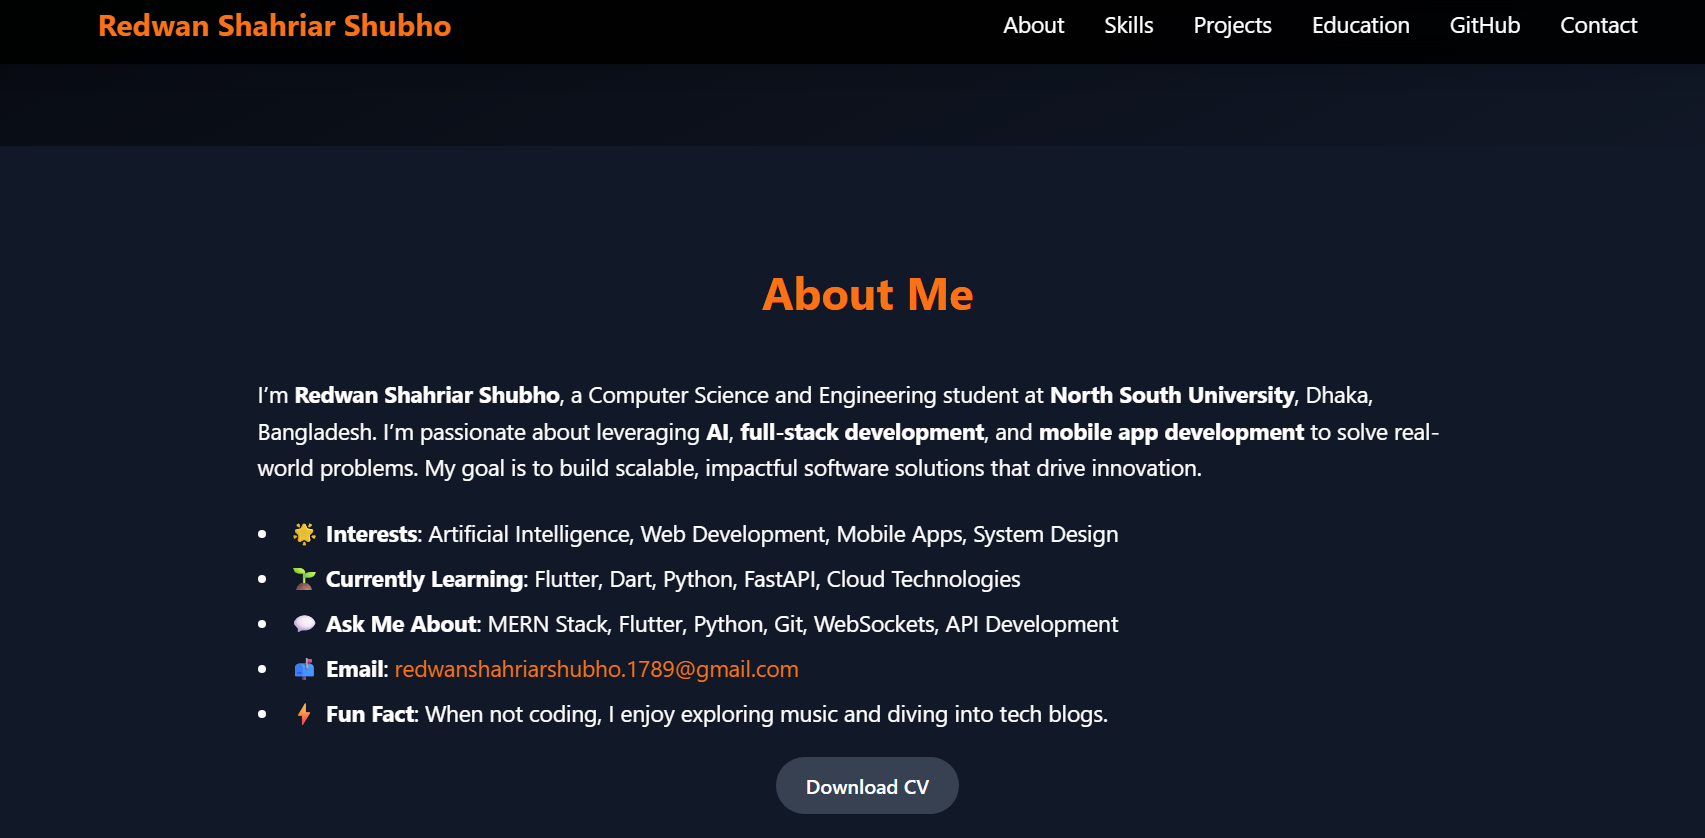 Redwan Shahriar Shubho
About Skills Projects Education GitHub Contact
About Me
I’m Redwan Shahriar Shubho, a Computer Science and Engineering student at North South University, Dhaka,
Bangladesh. I’m passionate about leveraging AI, full-stack development, and mobile app development to solve real-
world problems. My goal is to build scalable, impactful software solutions that drive innovation.
• 🌟 Interests: Artificial Intelligence, Web Development, Mobile Apps, System Design
• 🌱 Currently Learning: Flutter, Dart, Python, FastAPI, Cloud Technologies
• 💬 Ask Me About: MERN Stack, Flutter, Python, Git, WebSockets, API Development
• 📫 Email: redwanshahriarshubho.1789@gmail.com
• ⚡ Fun Fact: When not coding, I enjoy exploring music and diving into tech blogs.
Download CV